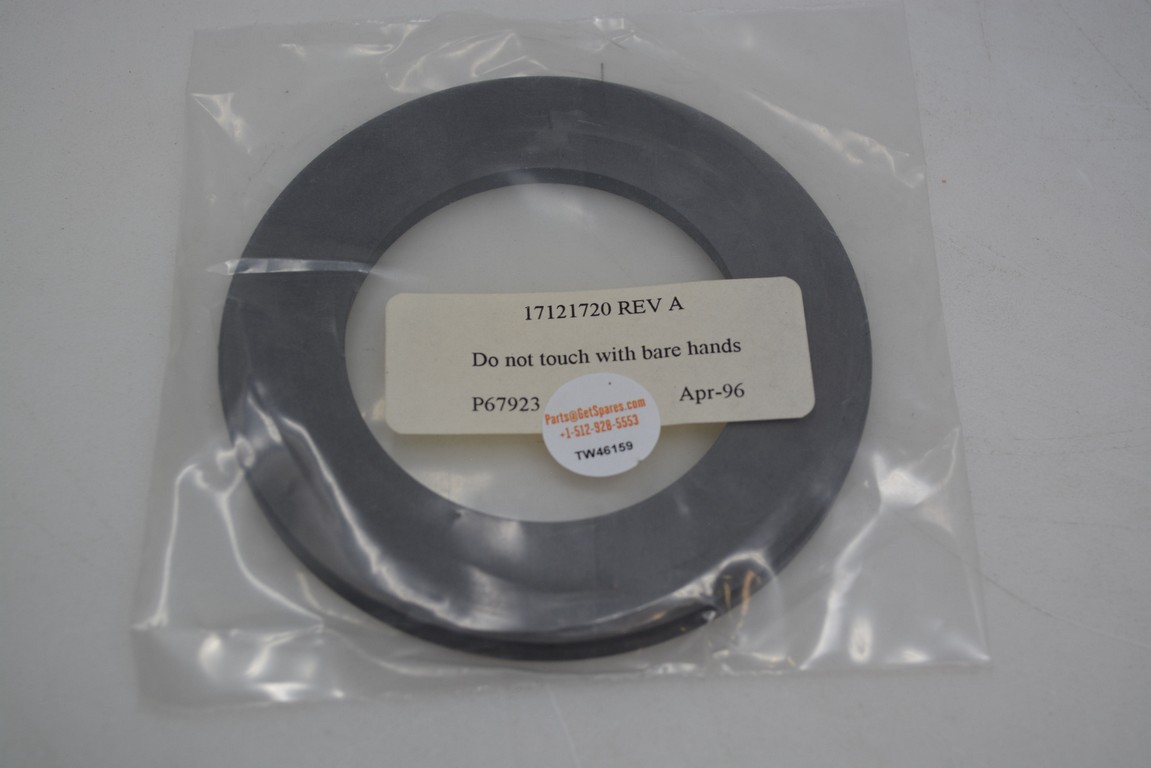 17121720 REV A
Do not touch with bare hands
P67923 Apr-96
Parts@GetSpares.com
+1-512-928-5553
TW46159